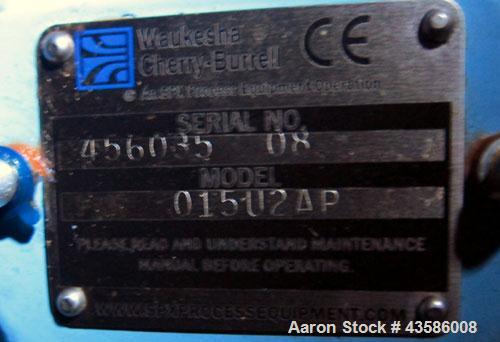 Waukesha
Cherry-Burrell
An SPX Process Equipment Operation
CE
SERIAL NO.
456035 08
MODEL
015U2AP
PLEASE READ AND UNDERSTAND MAINTENANCE
MANUAL BEFORE OPERATING.
WWW.SPXPROCESSEQUIPMENT.COM
Aaron Stock # 43586008